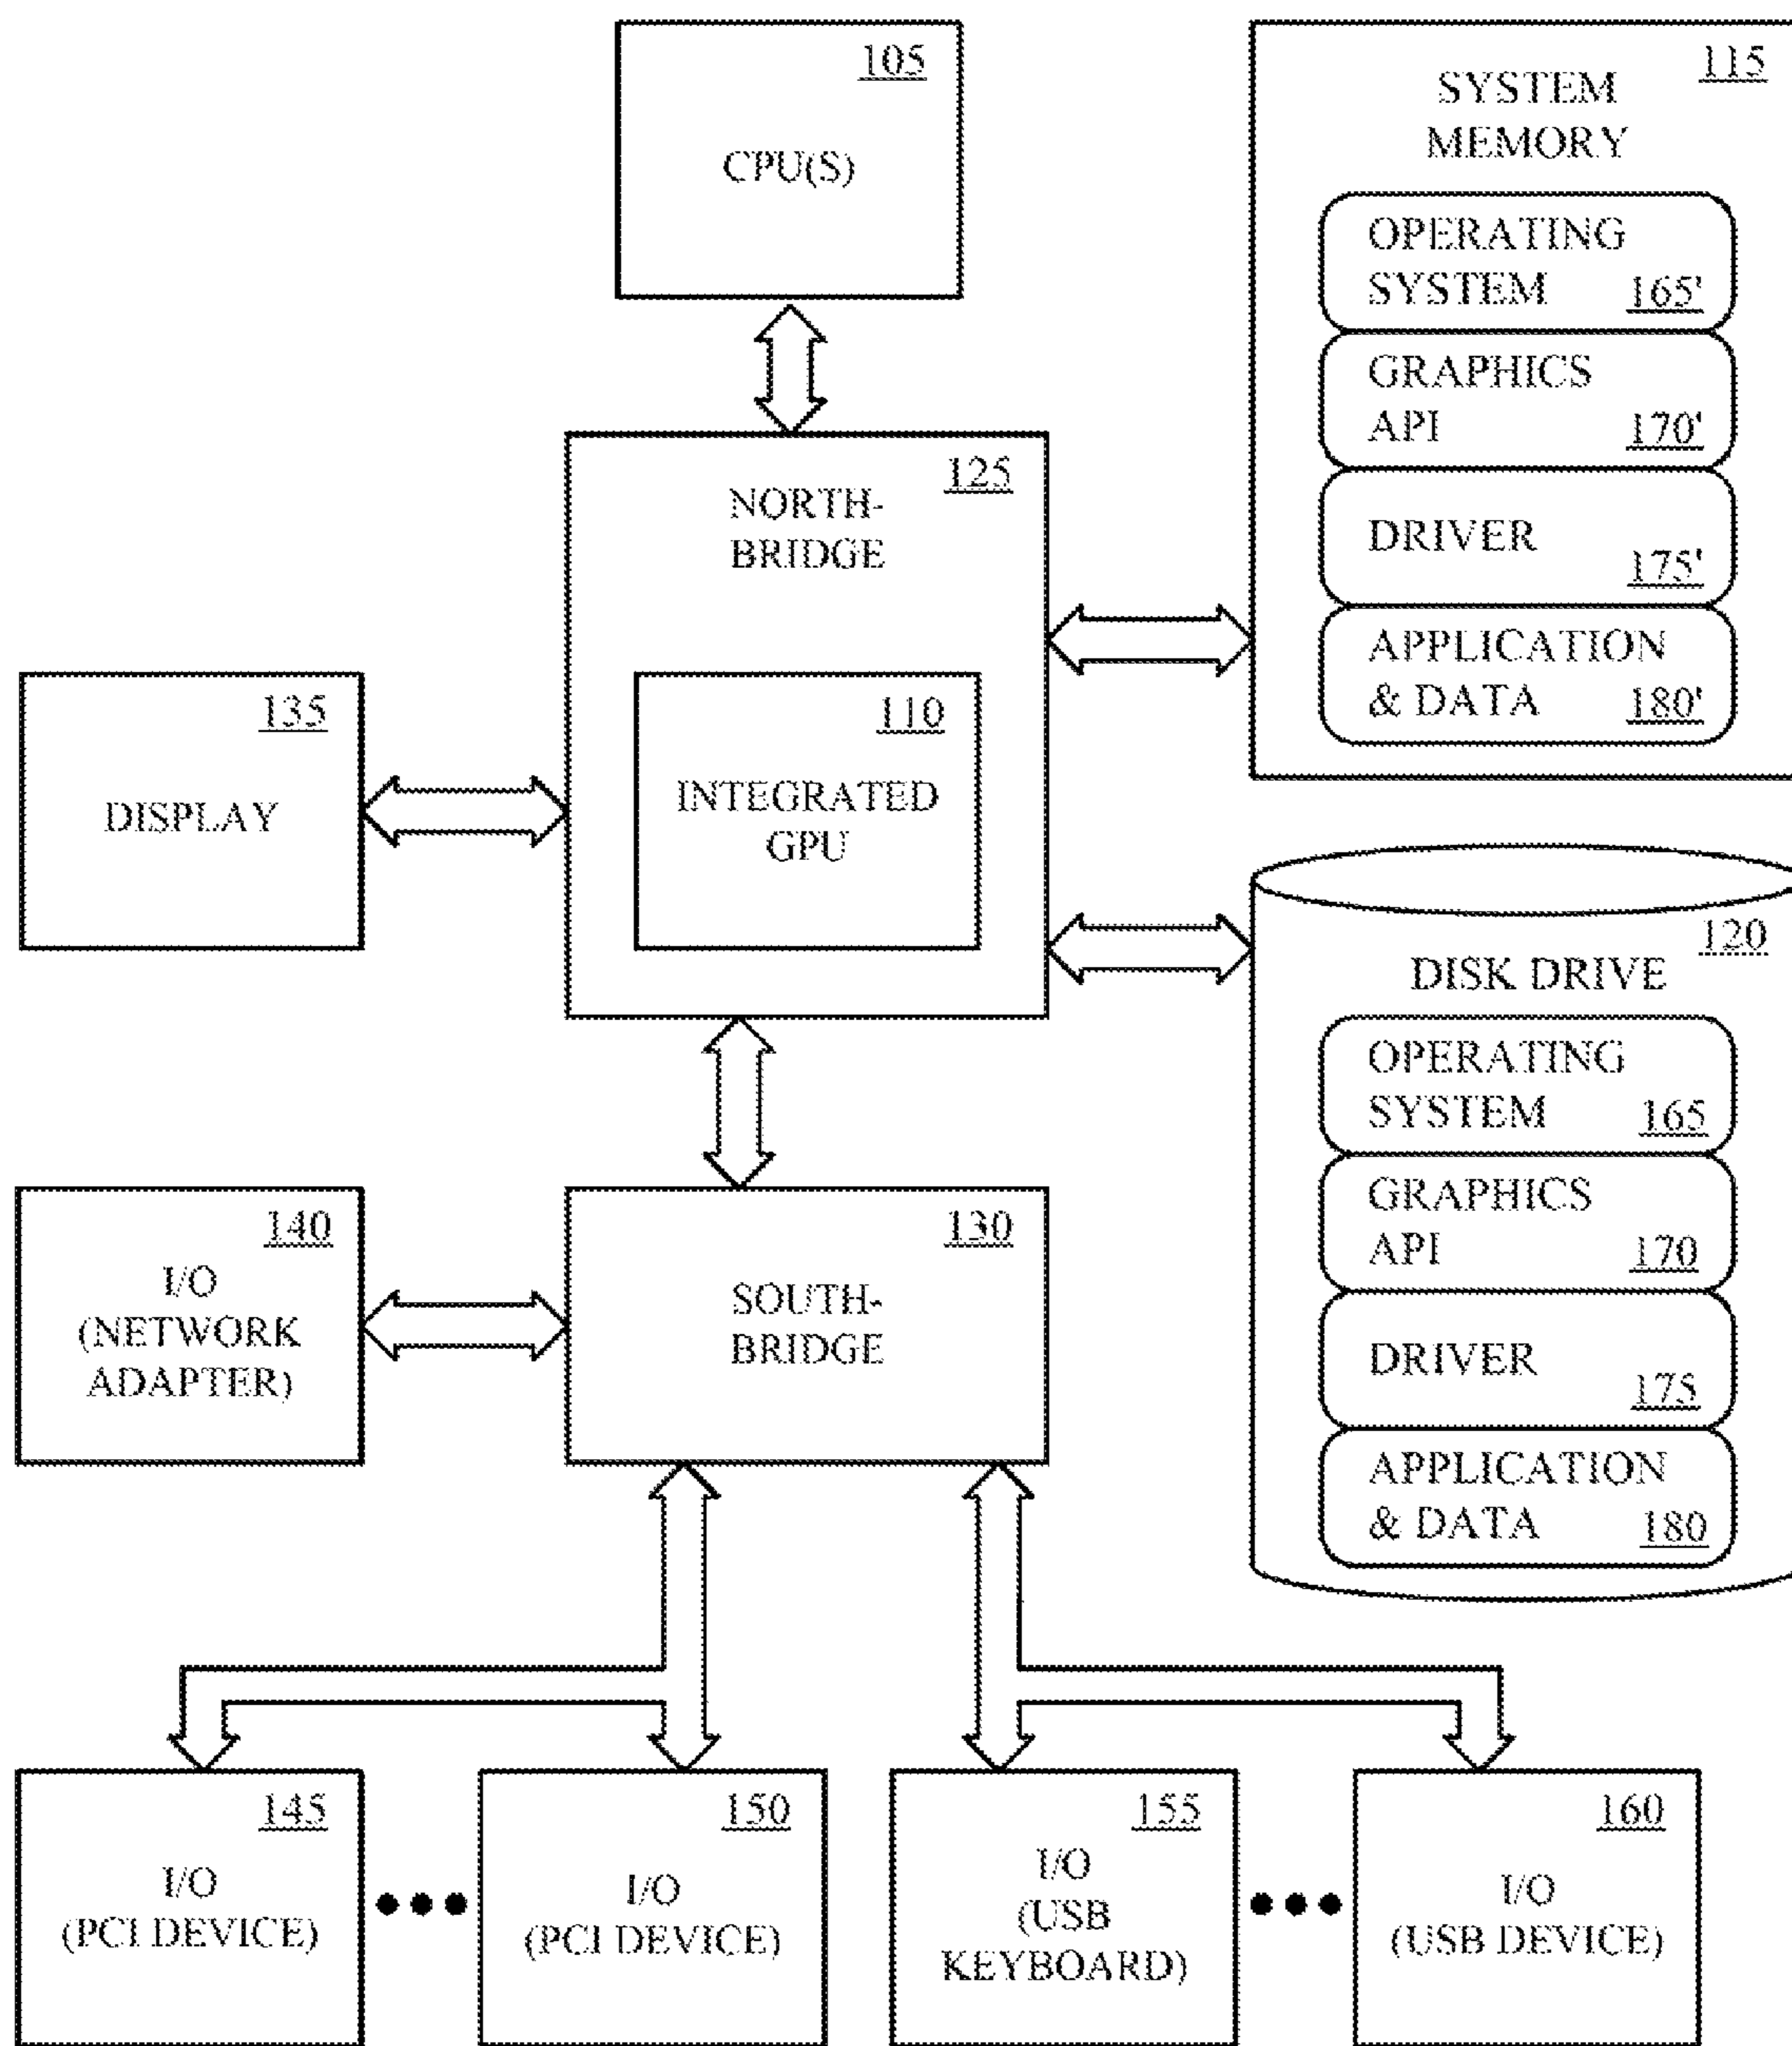 105
CPU(S)
115
SYSTEM
MEMORY
OPERATING
SYSTEM 165'
GRAPHICS
API 170'
DRIVER
175'
APPLICATION
& DATA 180'
125
NORTH-
BRIDGE
110
INTEGRATED
GPU
135
DISPLAY
120
DISK DRIVE
OPERATING
SYSTEM 165
GRAPHICS
API 170
DRIVER
175
APPLICATION
& DATA 180
140
I/O
(NETWORK
ADAPTER)
130
SOUTH-
BRIDGE
145
I/O
(PCI DEVICE)
150
I/O
(PCI DEVICE)
155
I/O
(USB
KEYBOARD)
160
I/O
(USB DEVICE)